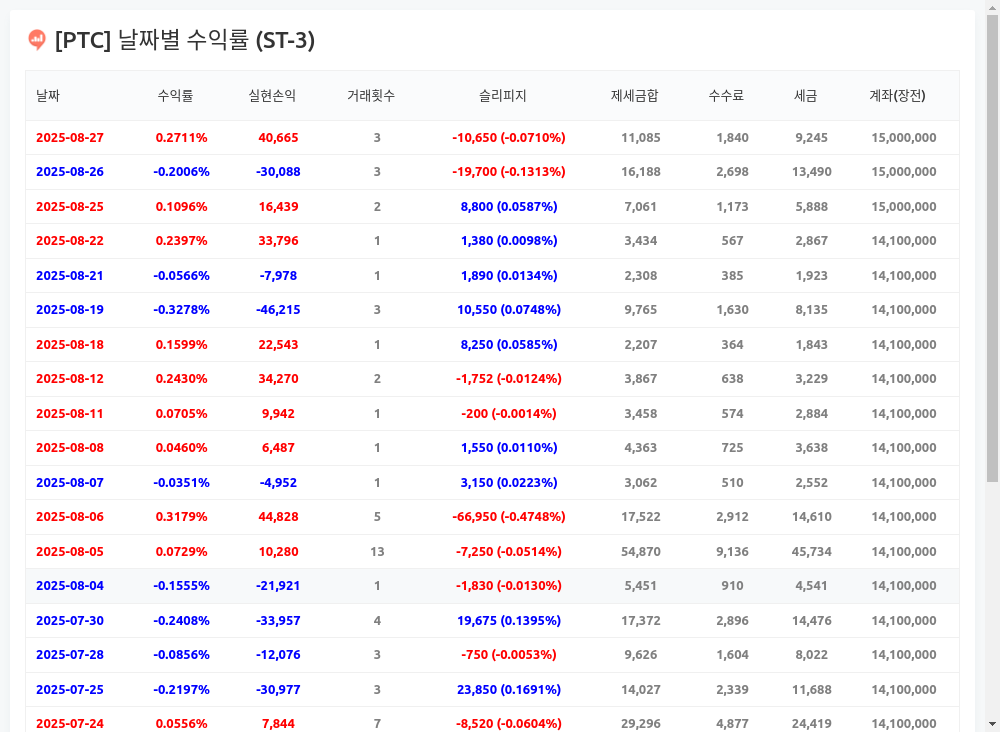 [PTC] 날짜별 수익률 (ST-3)
날짜 수익률 실현손익 거래횟수 슬리피지 제세금합 수수료 세금 계좌(장전)
2025-08-27 0.2711% 40,665 3 -10,650 (-0.0710%) 11,085 1,840 9,245 15,000,000
2025-08-26 -0.2006% -30,088 3 -19,700 (-0.1313%) 16,188 2,698 13,490 15,000,000
2025-08-25 0.1096% 16,439 2 8,800 (0.0587%) 7,061 1,173 5,888 15,000,000
2025-08-22 0.2397% 33,796 1 1,380 (0.0098%) 3,434 567 2,867 14,100,000
2025-08-21 -0.0566% -7,978 1 1,890 (0.0134%) 2,308 385 1,923 14,100,000
2025-08-19 -0.3278% -46,215 3 10,550 (0.0748%) 9,765 1,630 8,135 14,100,000
2025-08-18 0.1599% 22,543 1 8,250 (0.0585%) 2,207 364 1,843 14,100,000
2025-08-12 0.2430% 34,270 2 -1,752 (-0.0124%) 3,867 638 3,229 14,100,000
2025-08-11 0.0705% 9,942 1 -200 (-0.0014%) 3,458 574 2,884 14,100,000
2025-08-08 0.0460% 6,487 1 1,550 (0.0110%) 4,363 725 3,638 14,100,000
2025-08-07 -0.0351% -4,952 1 3,150 (0.0223%) 3,062 510 2,552 14,100,000
2025-08-06 0.3179% 44,828 5 -66,950 (-0.4748%) 17,522 2,912 14,610 14,100,000
2025-08-05 0.0729% 10,280 13 -7,250 (-0.0514%) 54,870 9,136 45,734 14,100,000
2025-08-04 -0.1555% -21,921 1 -1,830 (-0.0130%) 5,451 910 4,541 14,100,000
2025-07-30 -0.2408% -33,957 4 19,675 (0.1395%) 17,372 2,896 14,476 14,100,000
2025-07-28 -0.0856% -12,076 3 -750 (-0.0053%) 9,626 1,604 8,022 14,100,000
2025-07-25 -0.2197% -30,977 3 23,850 (0.1691%) 14,027 2,339 11,688 14,100,000
2025-07-24 0.0556% 7,844 7 -8,520 (-0.0604%) 29,296 4,877 24,419 14,100,000